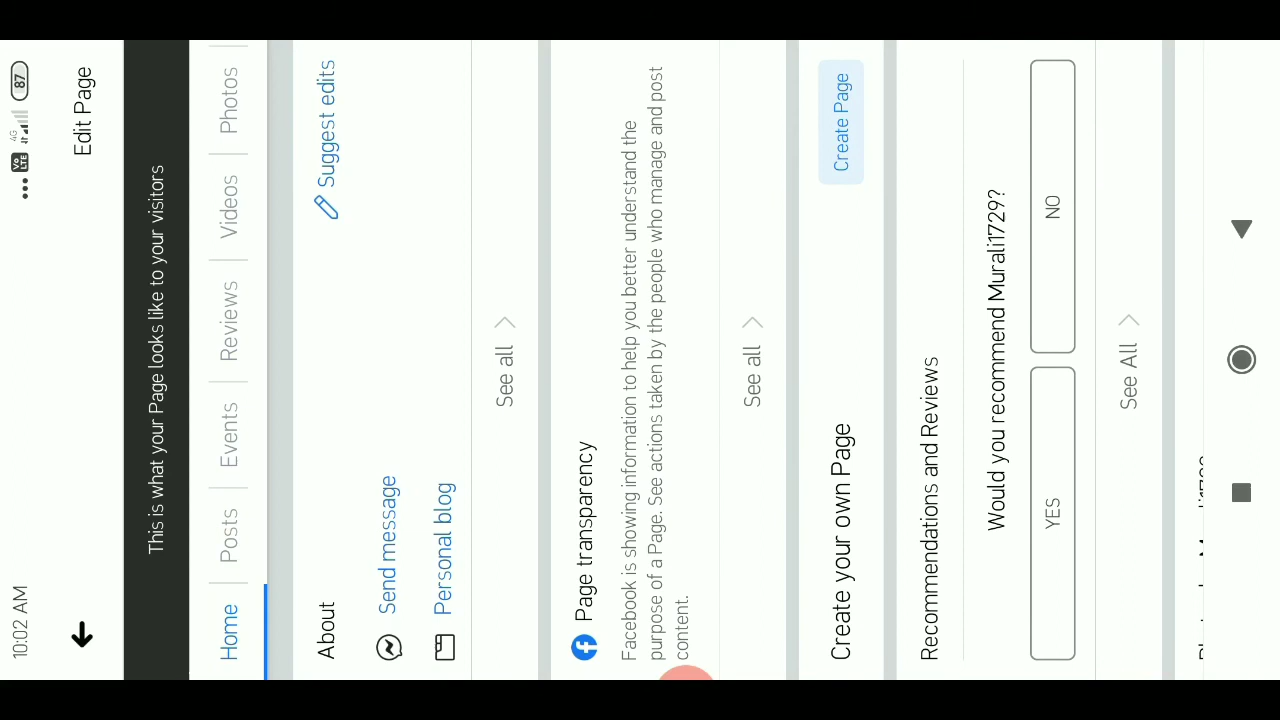 10:02 AM
4G
Vo LTE
87
Edit Page
This is what your Page looks like to your visitors
Home
Posts
Events
Reviews
Videos
Photos
About
Suggest edits
Send message
Personal blog
See all
Page transparency
Facebook is showing information to help you better understand the
purpose of a Page. See actions taken by the people who manage and post
content.
See all
Create your own Page
Create Page
Recommendations and Reviews
Would you recommend Murali1729?
YES
NO
See All